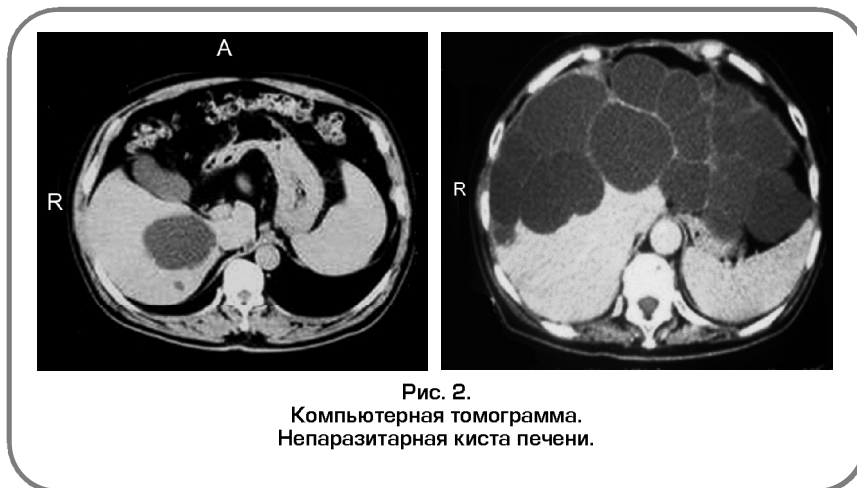 A
R
R
Рис. 2.
Компьютерная томограмма.
Непаразитарная киста печени.